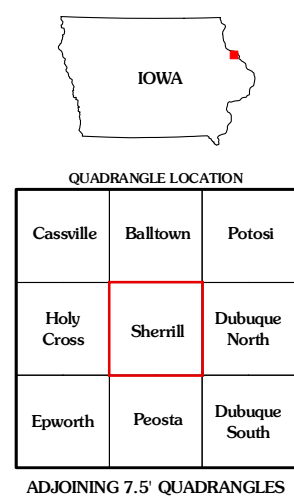 IOWA
QUADRANGLE LOCATION
Cassville
Balltown
Potosi
Holy
Cross
Sherrill
Dubuque
North
Epworth
Peosta
Dubuque
South
ADJOINING 7.5' QUADRANGLES